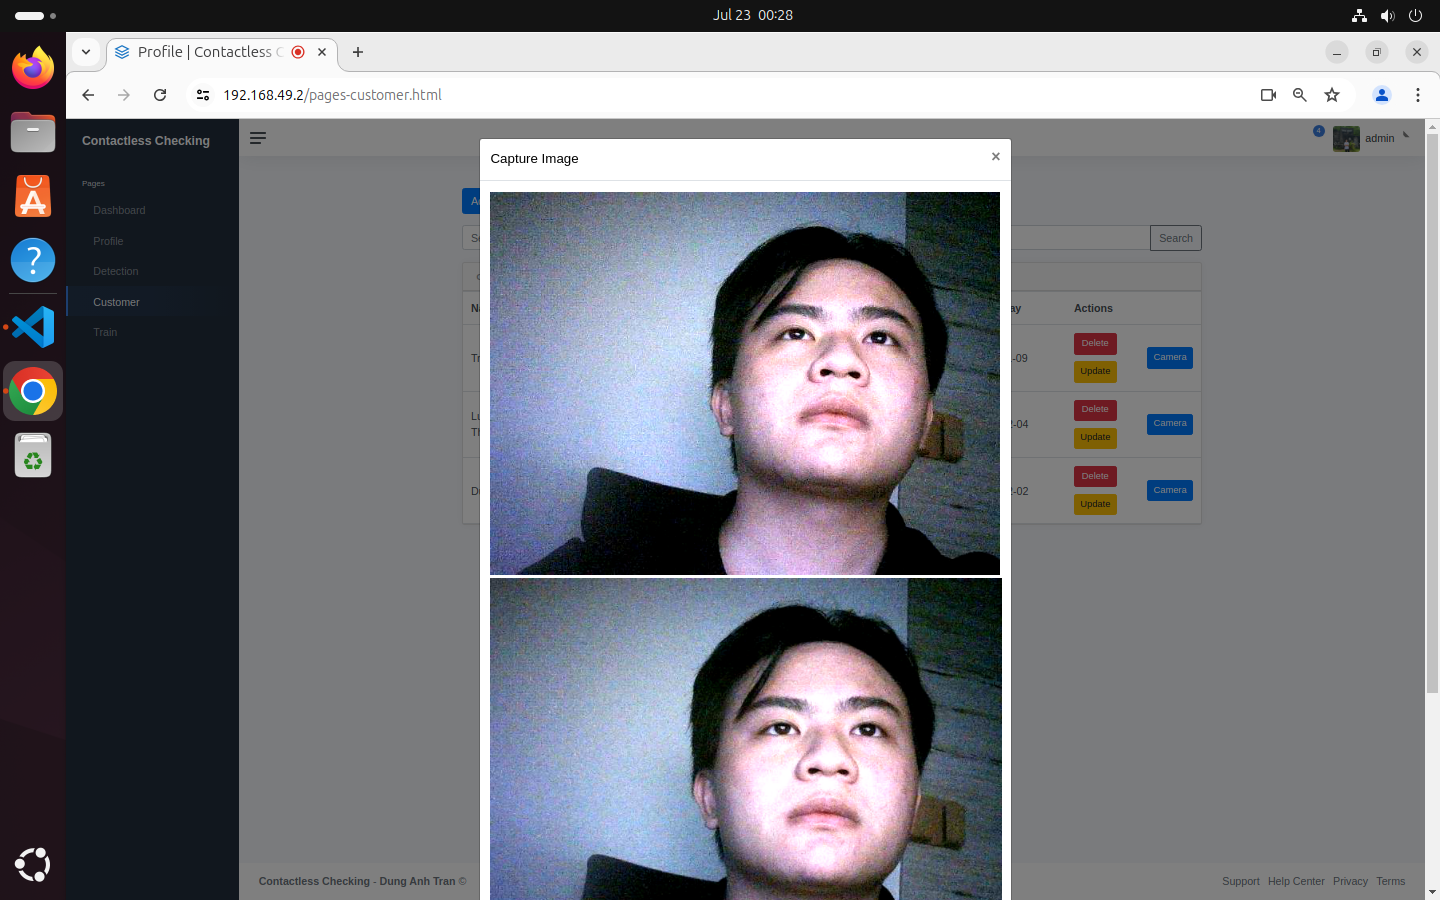 Jul 23 00:28
Profile | Contactless C
192.168.49.2/pages-customer.html
Contactless Checking
Pages
Dashboard
Profile
Detection
Customer
Train
4
admin
Capture Image
×
Search
Actions
Delete
Update
Camera
-09
Delete
Update
Camera
-04
Delete
Update
Camera
-02
Contactless Checking - Dung Anh Tran ©
Support Help Center Privacy Terms